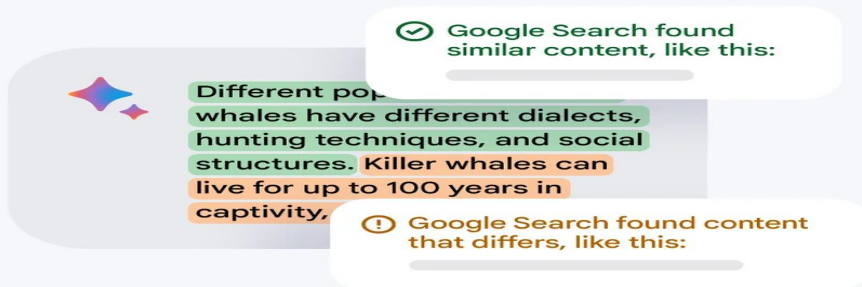 Google Search found
similar content, like this:
Different pop
whales have different dialects,
hunting techniques, and social
structures. Killer whales can
live for up to 100 years in
captivity,
Google Search found content
that differs, like this: